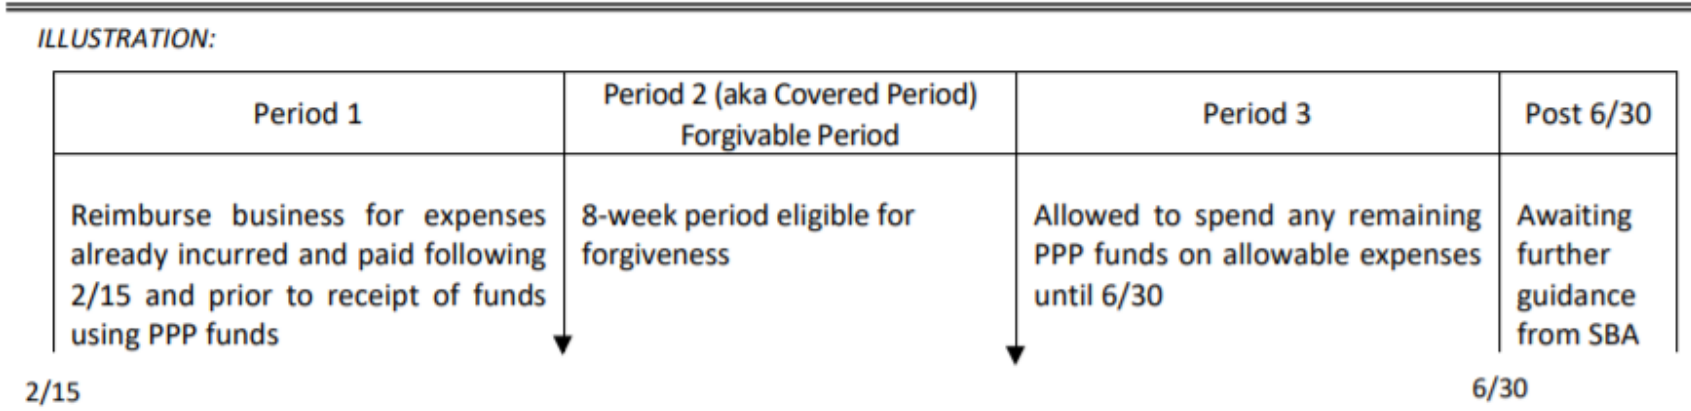 ILLUSTRATION:
Period 1
Period 2 (aka Covered Period)
Forgivable Period
Period 3
Post 6/30
Reimburse business for expenses
already incurred and paid following
2/15 and prior to receipt of funds
using PPP funds
8-week period eligible for
forgiveness
Allowed to spend any remaining
PPP funds on allowable expenses
until 6/30
Awaiting
further
guidance
from SBA
2/15
6/30